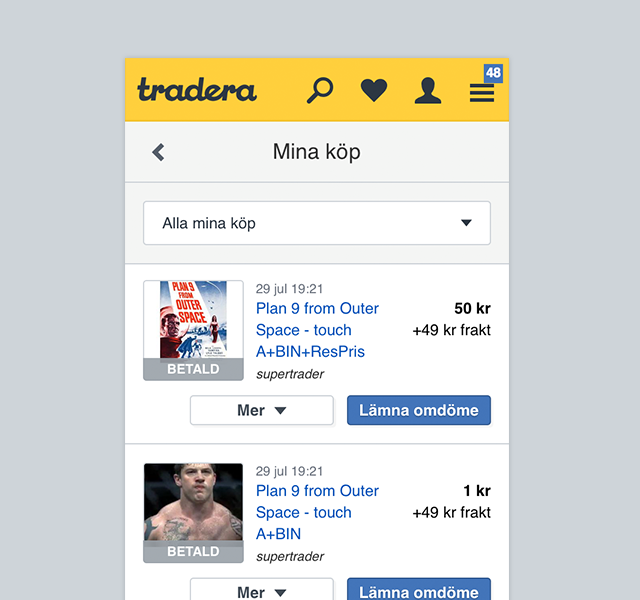 tradera
48
Mina köp
Alla mina köp
PLAN 9
FROM
OUTER
SPACE
BETALD
29 jul 19:21
Plan 9 from Outer
Space - touch
A+BIN+ResPris
supertrader
50 kr
+49 kr frakt
Mer
Lämna omdöme
BETALD
29 jul 19:21
Plan 9 from Outer
Space - touch
A+BIN
supertrader
1 kr
+49 kr frakt
Mer
Lämna omdöme